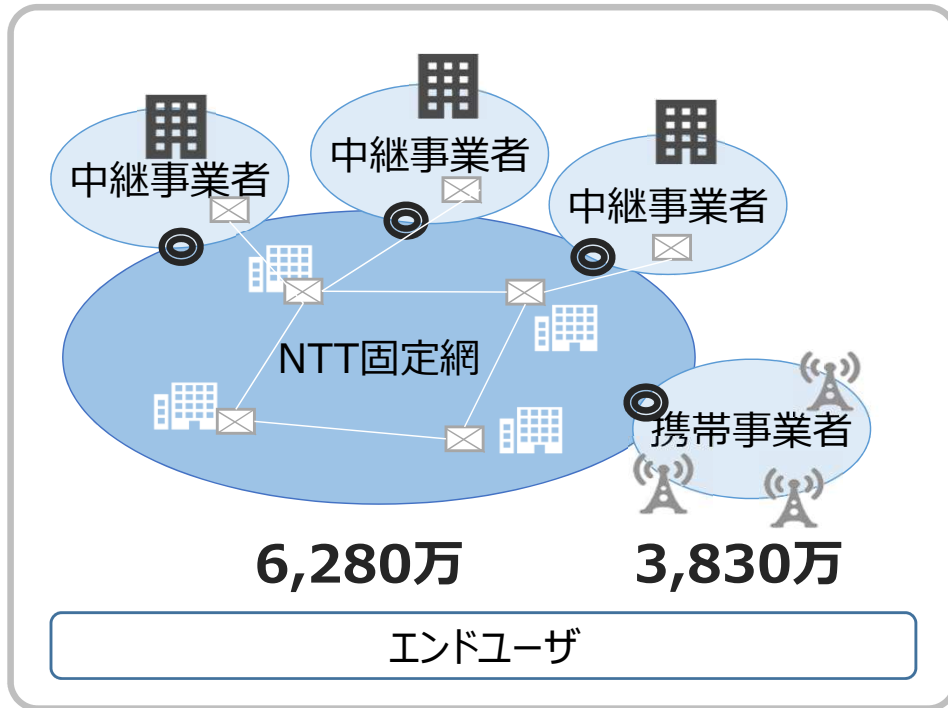 中継事業者
中継事業者
中継事業者
NTT固定網
携帯事業者
6,280万
3,830万
エンドユーザ